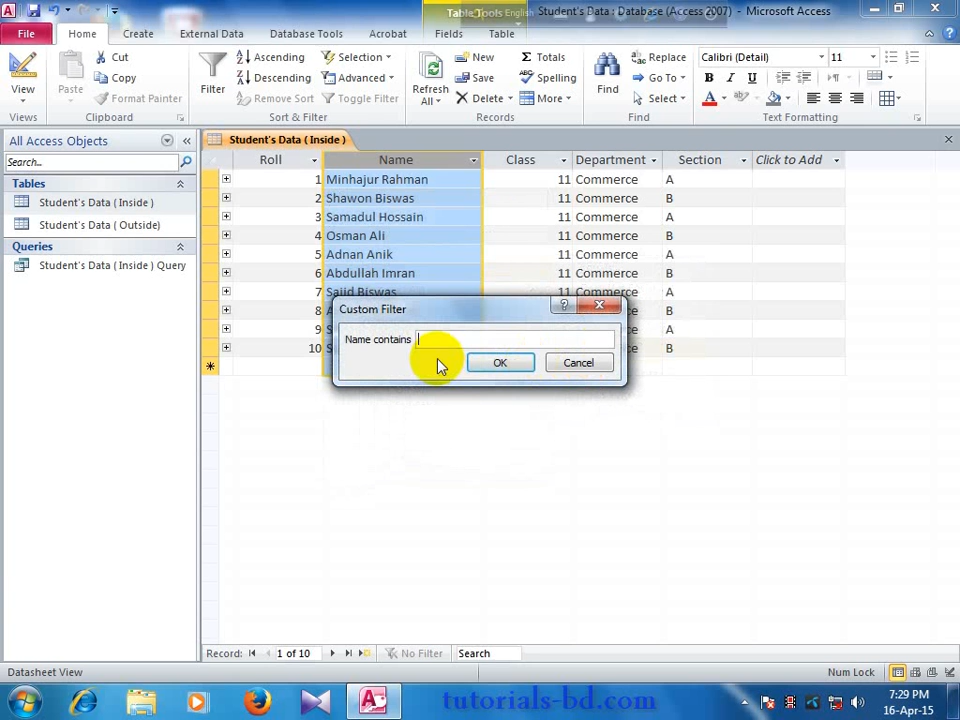 Table Tools English
Student's Data : Database (Access 2007) - Microsoft Access
File Home Create External Data Database Tools Acrobat Fields Table
View
Views
Paste
Cut
Copy
Format Painter
Clipboard
Filter
Ascending
Descending
Remove Sort
Selection
Advanced
Toggle Filter
Sort & Filter
Refresh
All
New
Save
Delete
Totals
Spelling
More
Records
Find
Replace
Go To
Select
Find
Calibri (Detail) 11
B I U
Text Formatting
All Access Objects
Search...
Tables
Student's Data ( Inside )
Student's Data ( Outside)
Queries
Student's Data ( Inside ) Query
Student's Data ( Inside )
Roll Name Class Department Section Click to Add
1 Minhajur Rahman 11 Commerce A
2 Shawon Biswas 11 Commerce B
3 Samadul Hossain 11 Commerce A
4 Osman Ali 11 Commerce B
5 Adnan Anik 11 Commerce A
6 Abdullah Imran 11 Commerce B
7 Sajid Biswas 11 Commerce A
8 B
9 A
10 B
Custom Filter
Name contains
OK Cancel
Record: 1 of 10 No Filter Search
Datasheet View Num Lock
tutorials-bd.com
7:29 PM
16-Apr-15